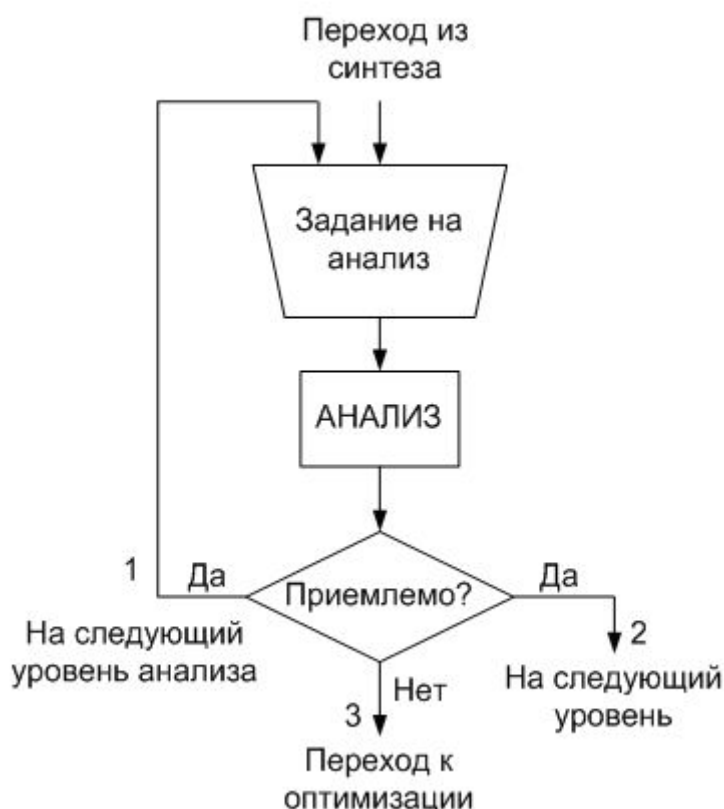 Переход из
синтеза
Задание на
анализ
АНАЛИЗ
Приемлемо?
1
Да
На следующий
уровень анализа
Да
2
На следующий
уровень
Нет
3
Переход к
оптимизации